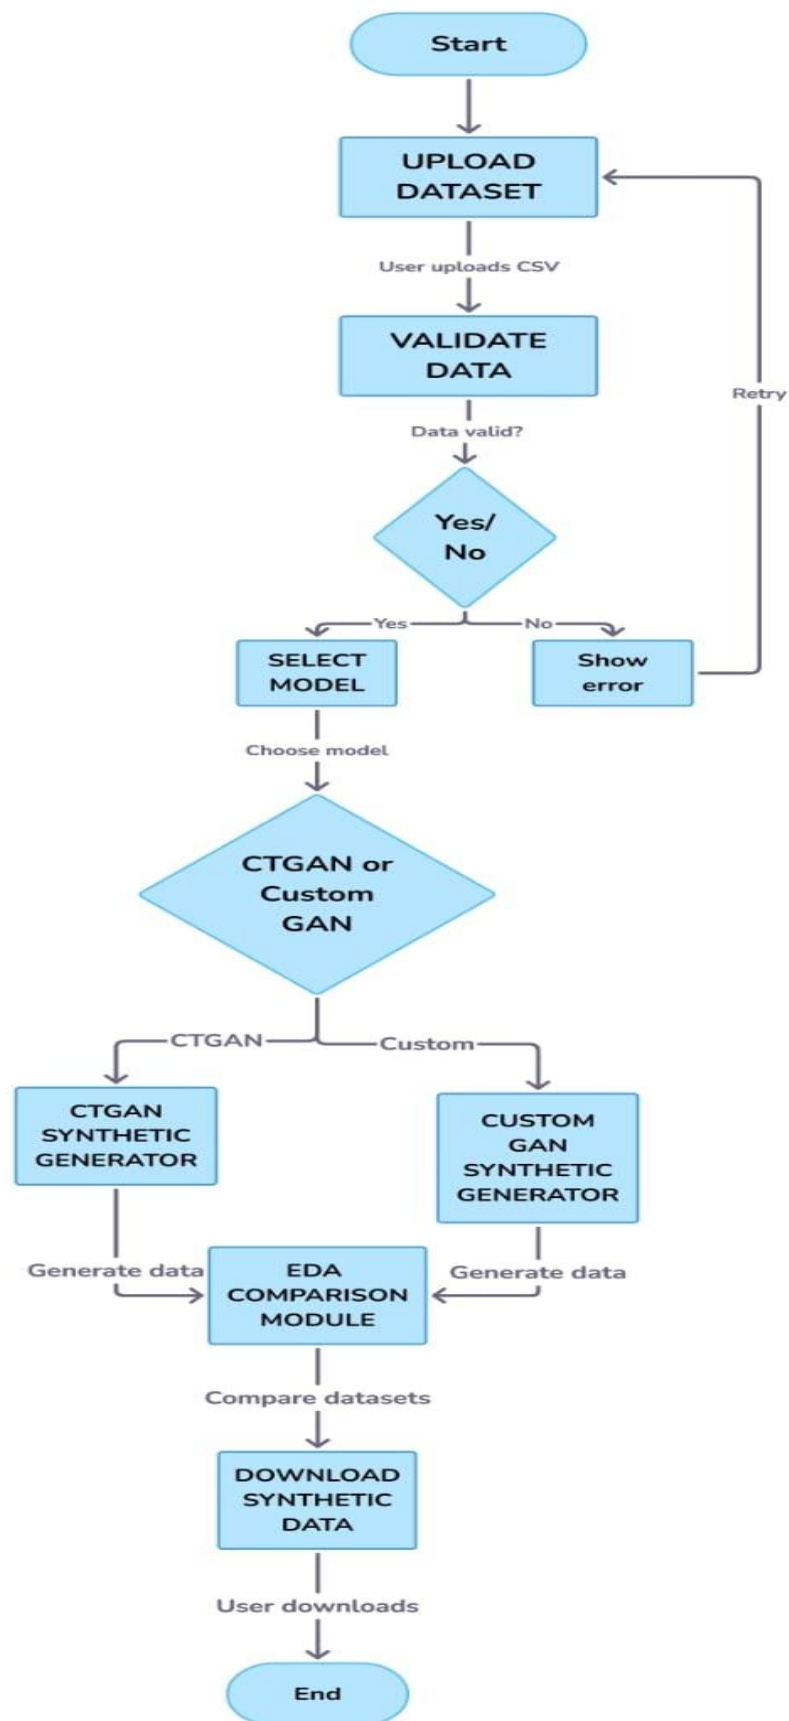 Start
UPLOAD
DATASET
User uploads CSV
VALIDATE
DATA
Retry
Data valid?
Yes/
No
Yes
No
SELECT
MODEL
Show
error
Choose model
CTGAN or
Custom
GAN
CTGAN
Custom
CTGAN
SYNTHETIC
GENERATOR
CUSTOM
GAN
SYNTHETIC
GENERATOR
Generate data
EDA
COMPARISON
MODULE
Generate data
Compare datasets
DOWNLOAD
SYNTHETIC
DATA
User downloads
End